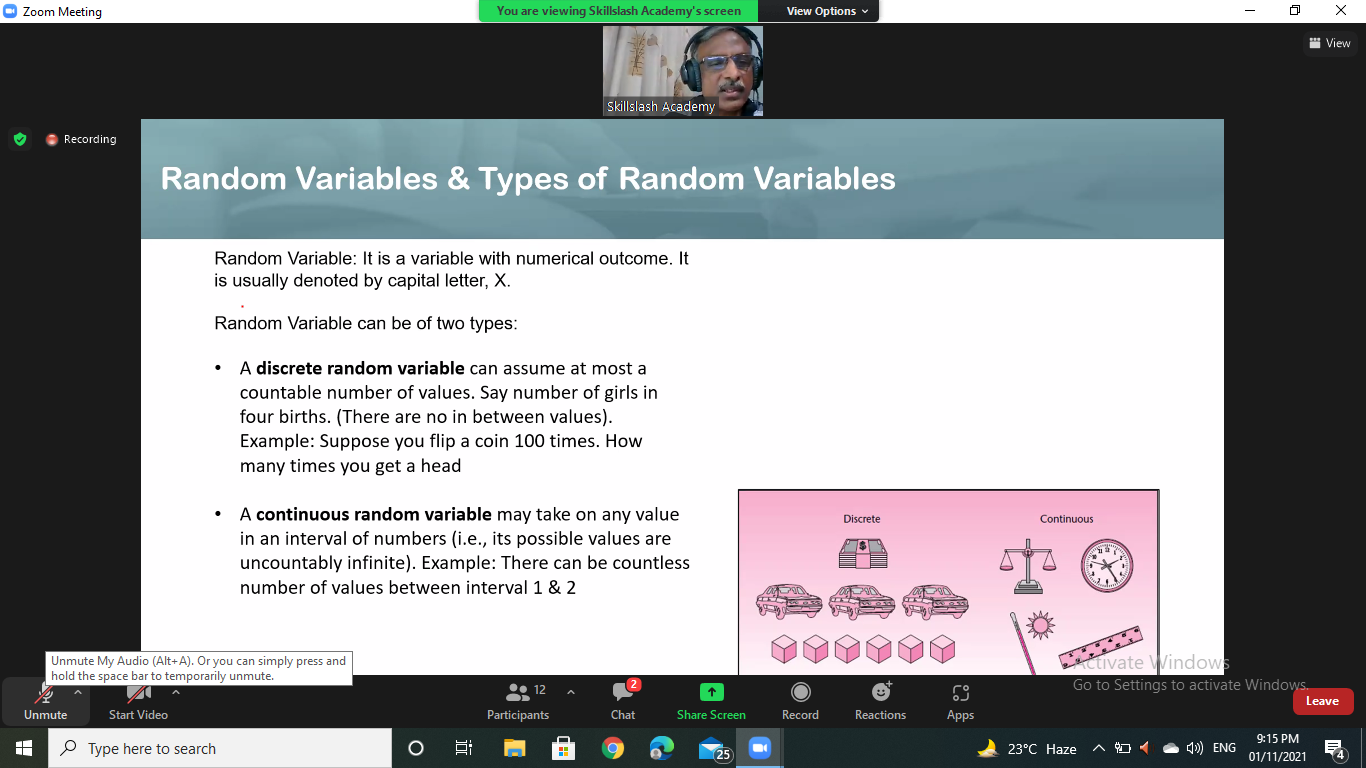 Zoom Meeting
You are viewing Skillslash Academy's screen
View Options
View
Skillslash Academy
Recording
Random Variables & Types of Random Variables
Random Variable: It is a variable with numerical outcome. It
is usually denoted by capital letter, X.
Random Variable can be of two types:
• A discrete random variable can assume at most a
countable number of values. Say number of girls in
four births. (There are no in between values).
Example: Suppose you flip a coin 100 times. How
many times you get a head
• A continuous random variable may take on any value
in an interval of numbers (i.e., its possible values are
uncountably infinite). Example: There can be countless
number of values between interval 1 & 2
Discrete
Continuous
Unmute My Audio (Alt+A). Or you can simply press and
hold the space bar to temporarily unmute.
Activate Windows
Go to Settings to activate Windows.
Unmute
Start Video
Participants
12
Chat
2
Share Screen
Record
Reactions
Apps
Leave
Type here to search
25
23°C Haze
ENG
9:15 PM
01/11/2021
4